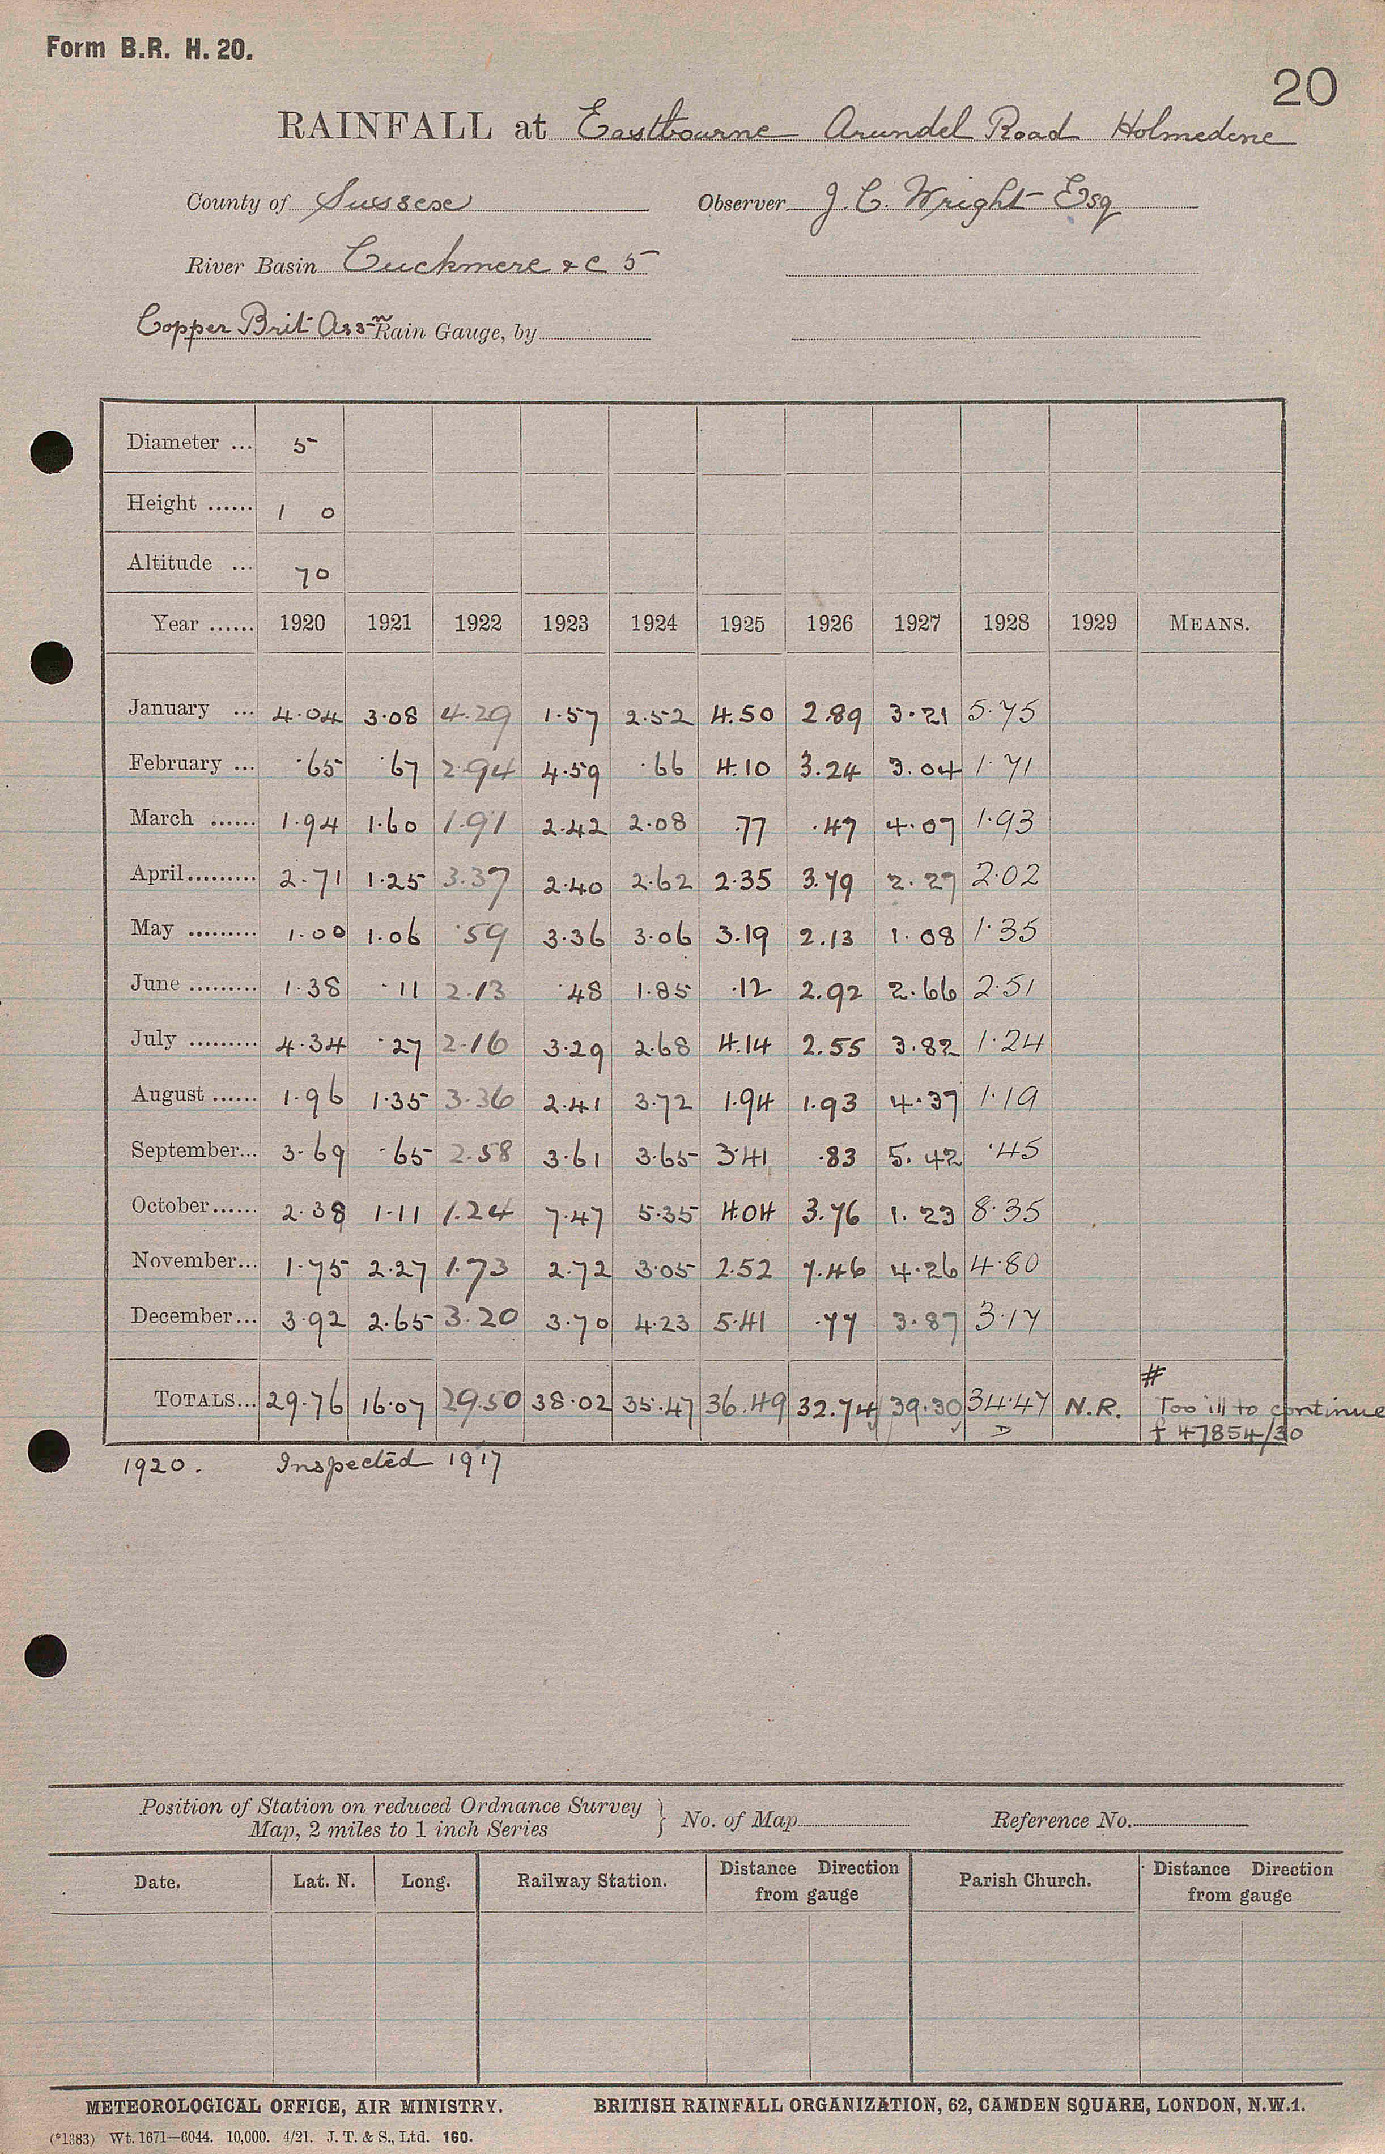 Form B.R. H. 20.
20
RAINFALL at Eastbourne Arundel Road Holmedene
County of Sussex Observer J. C. Wright Esq
River Basin Cuckmere &c 5
Copper Brit Assn Rain Gauge, by
Diameter ... 5
Height ...... 1 0
Altitude ... 70
Year ...... 1920 1921 1922 1923 1924 1925 1926 1927 1928 1929 MEANS.
January ... 4.04 3.08 4.29 1.57 2.52 4.50 2.89 3.21 5.75
February ... .65 .67 2.94 4.59 .66 4.10 3.24 3.04 1.71
March ...... 1.94 1.60 1.91 2.42 2.08 .77 .47 4.07 1.93
April......... 2.71 1.25 3.37 2.40 2.62 2.35 3.79 2.27 2.02
May ......... 1.00 1.06 .59 3.36 3.06 3.19 2.13 1.08 1.35
June ......... 1.38 .11 2.13 .48 1.85 .12 2.92 2.66 2.51
July ......... 4.34 .27 2.16 3.29 2.68 4.14 2.55 3.82 1.24
August ...... 1.96 1.35 3.36 2.41 3.72 1.94 1.93 4.37 1.19
September... 3.69 .65 2.58 3.61 3.65 3.41 .83 5.42 .45
October...... 2.38 1.11 1.24 7.47 5.35 4.04 3.76 1.23 8.35
November... 1.75 2.27 1.73 2.72 3.05 2.52 7.46 4.26 4.80
December... 3.92 2.65 3.20 3.70 4.23 5.41 .77 3.87 3.17
#
TOTALS... 29.76 16.07 29.50 38.02 35.47 36.49 32.74 39.30 34.47 N.R. Too ill to continue
D f 47854/30
1920. Inspected 1917
Position of Station on reduced Ordnance Survey
Map, 2 miles to 1 inch Series } No. of Map Reference No.
Date. Lat. N. Long. Railway Station. Distance Direction from gauge Parish Church. Distance Direction from gauge
METEOROLOGICAL OFFICE, AIR MINISTRY. BRITISH RAINFALL ORGANIZATION, 62, CAMDEN SQUARE, LONDON, N.W.1.
(*1383) Wt. 1671—6044. 10,000. 4/21. J. T. & S., Ltd. 160.